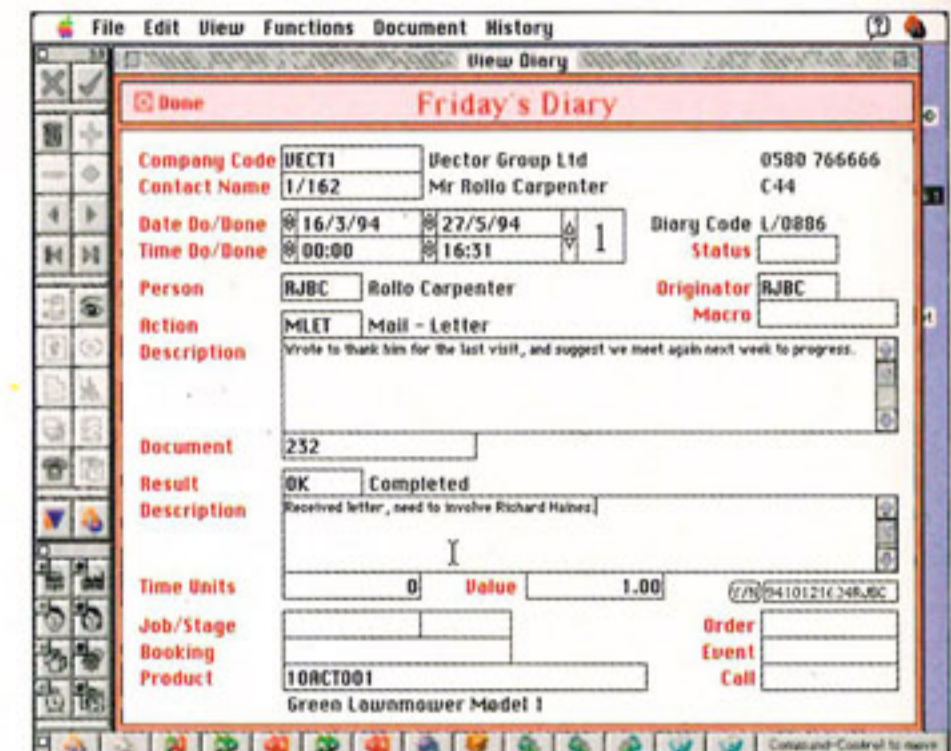 File Edit View Functions Document History
View Diary
Done Friday's Diary
Company Code VECT1 Vector Group Ltd 0580 766666
Contact Name 1/162 Mr Rollo Carpenter C44
Date Do/Done 16/3/94 27/5/94 1 Diary Code L/0886
Time Do/Done 00:00 16:31 Status
Person RJBC Rollo Carpenter Originator RJBC
Macro
Action MLET Mail - Letter
Description Wrote to thank him for the last visit, and suggest we meet again next week to progress.
Document 232
Result OK Completed
Description Received letter, need to involve Richard Haines.
Time Units 0 Value 1.00
Job/Stage Order
Booking Event
Product 10ACT001 Call
Green Lawnmower Model 1
Command-Control to menu